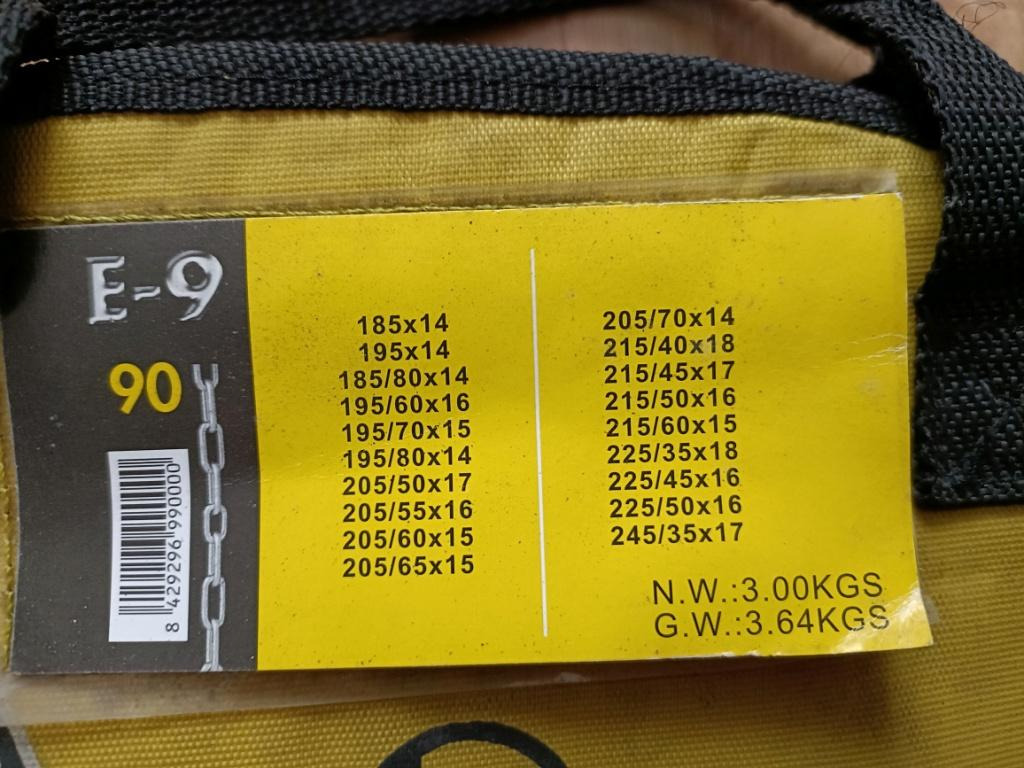 E-9
90
8 429296 990000
185x14
195x14
185/80x14
195/60x16
195/70x15
195/80x14
205/50x17
205/55x16
205/60x15
205/65x15
205/70x14
215/40x18
215/45x17
215/50x16
215/60x15
225/35x18
225/45x16
225/50x16
245/35x17
N.W.:3.00KGS
G.W.:3.64KGS